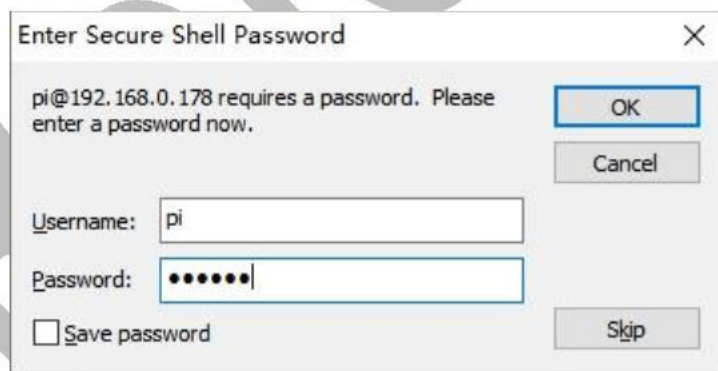 Enter Secure Shell Password
pi@192.168.0.178 requires a password. Please
enter a password now.
OK
Cancel
Username: pi
Password: ●●●●●●
Save password
Skip